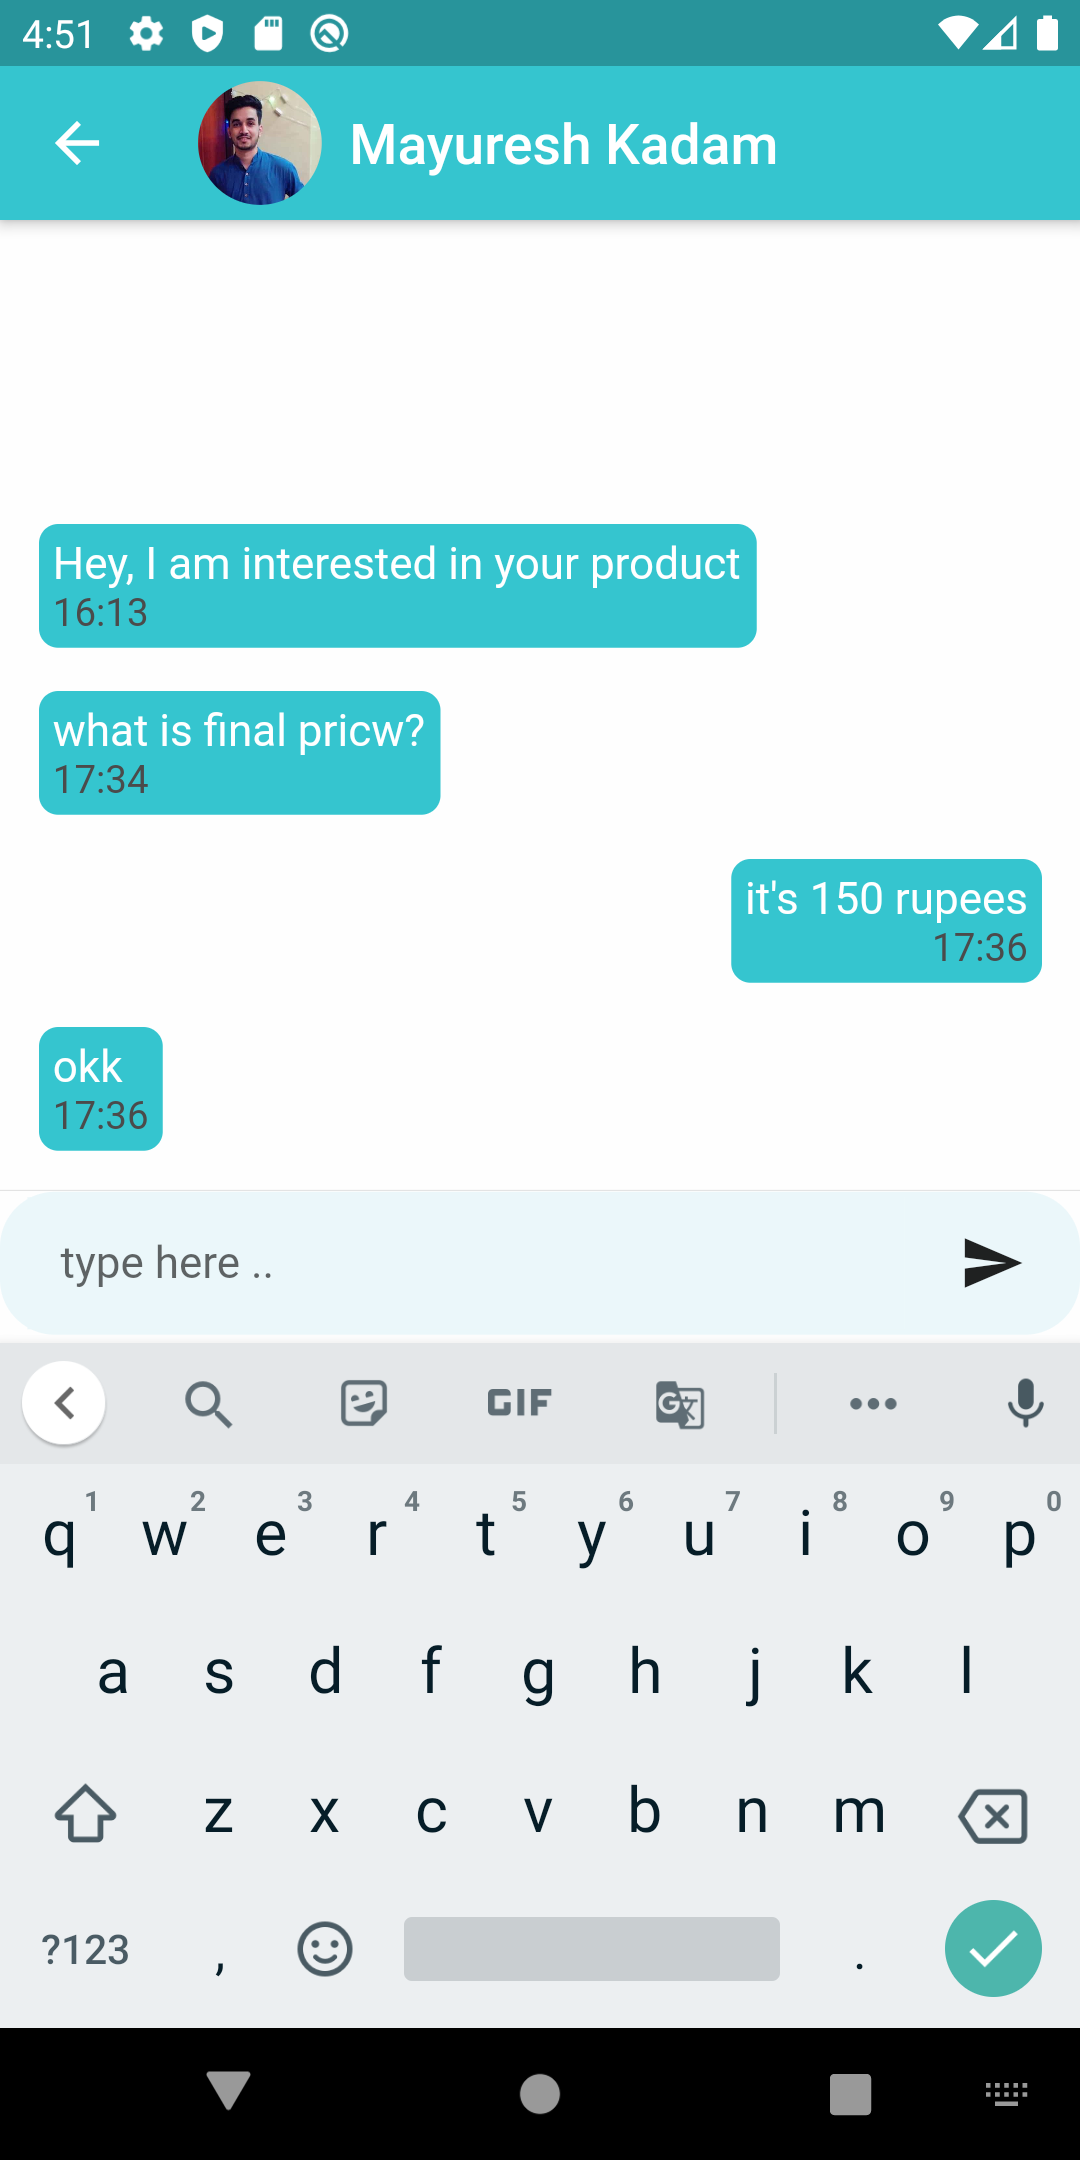 4:51
Mayuresh Kadam
Hey, I am interested in your product
16:13
what is final pricw?
17:34
it's 150 rupees
17:36
okk
17:36
type here ..
GIF
G文
1 2 3 4 5 6 7 8 9 0
q w e r t y u i o p
a s d f g h j k l
z x c v b n m
?123 , .